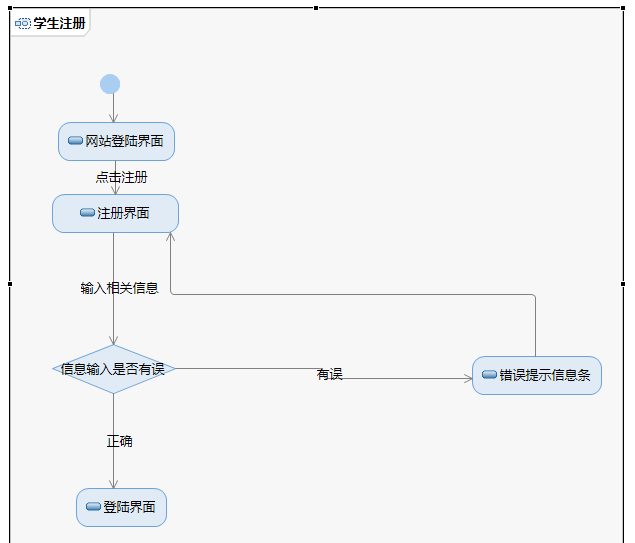 学生注册
网站登陆界面
点击注册
注册界面
输入相关信息
信息输入是否有误
有误
错误提示信息条
正确
登陆界面